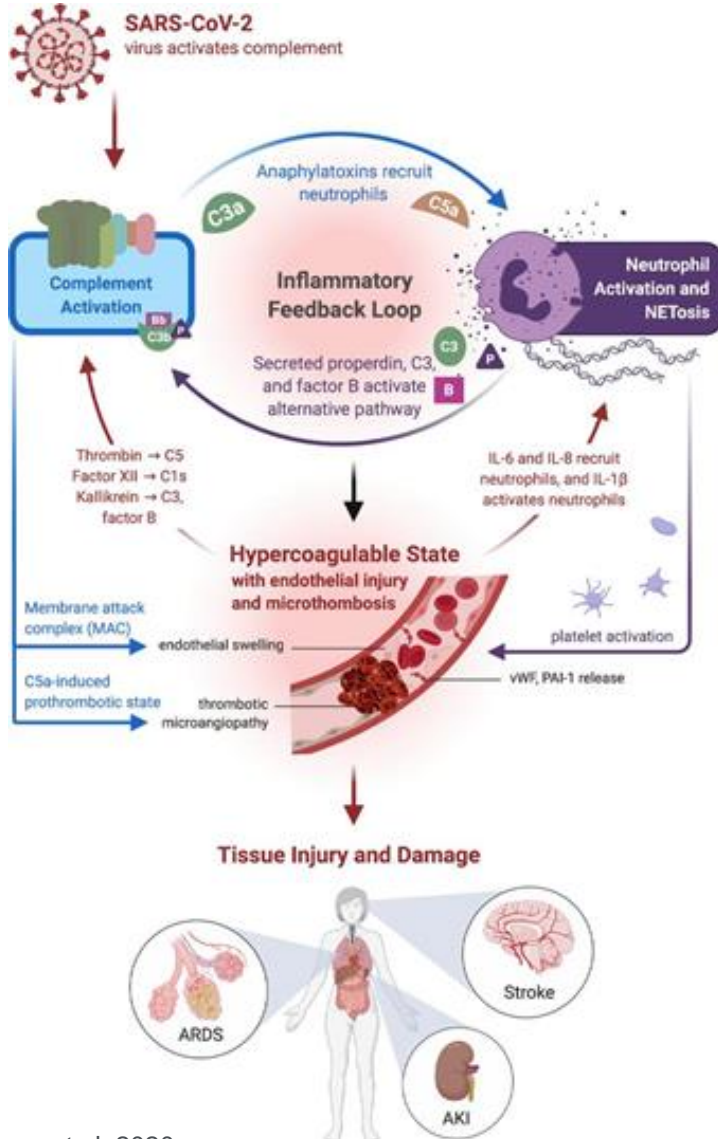 SARS-CoV-2
virus activates complement
Anaphylatoxins recruit
neutrophils
C3a
C5a
Complement
Activation
Bb
C3b
P
Inflammatory
Feedback Loop
Neutrophil
Activation and
NETosis
C3
P
B
Secreted properdin, C3,
and factor B activate
alternative pathway
Thrombin → C5
Factor XII → C1s
Kallikrein → C3,
factor B
IL-6 and IL-8 recruit
neutrophils, and IL-1β
activates neutrophils
Hypercoagulable State
with endothelial injury
and microthombosis
Membrane attack
complex (MAC)
endothelial swelling
platelet activation
C5a-induced
prothrombotic state
thrombotic
microangiopathy
vWF, PAI-1 release
Tissue Injury and Damage
ARDS
Stroke
AKI